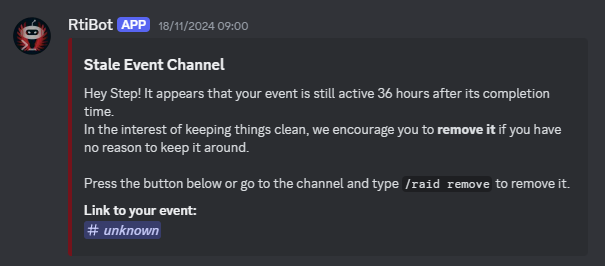 RtiBot APP 18/11/2024 09:00
Stale Event Channel
Hey Step! It appears that your event is still active 36 hours after its completion
time.
In the interest of keeping things clean, we encourage you to remove it if you have
no reason to keep it around.
Press the button below or go to the channel and type /raid remove to remove it.
Link to your event:
# unknown